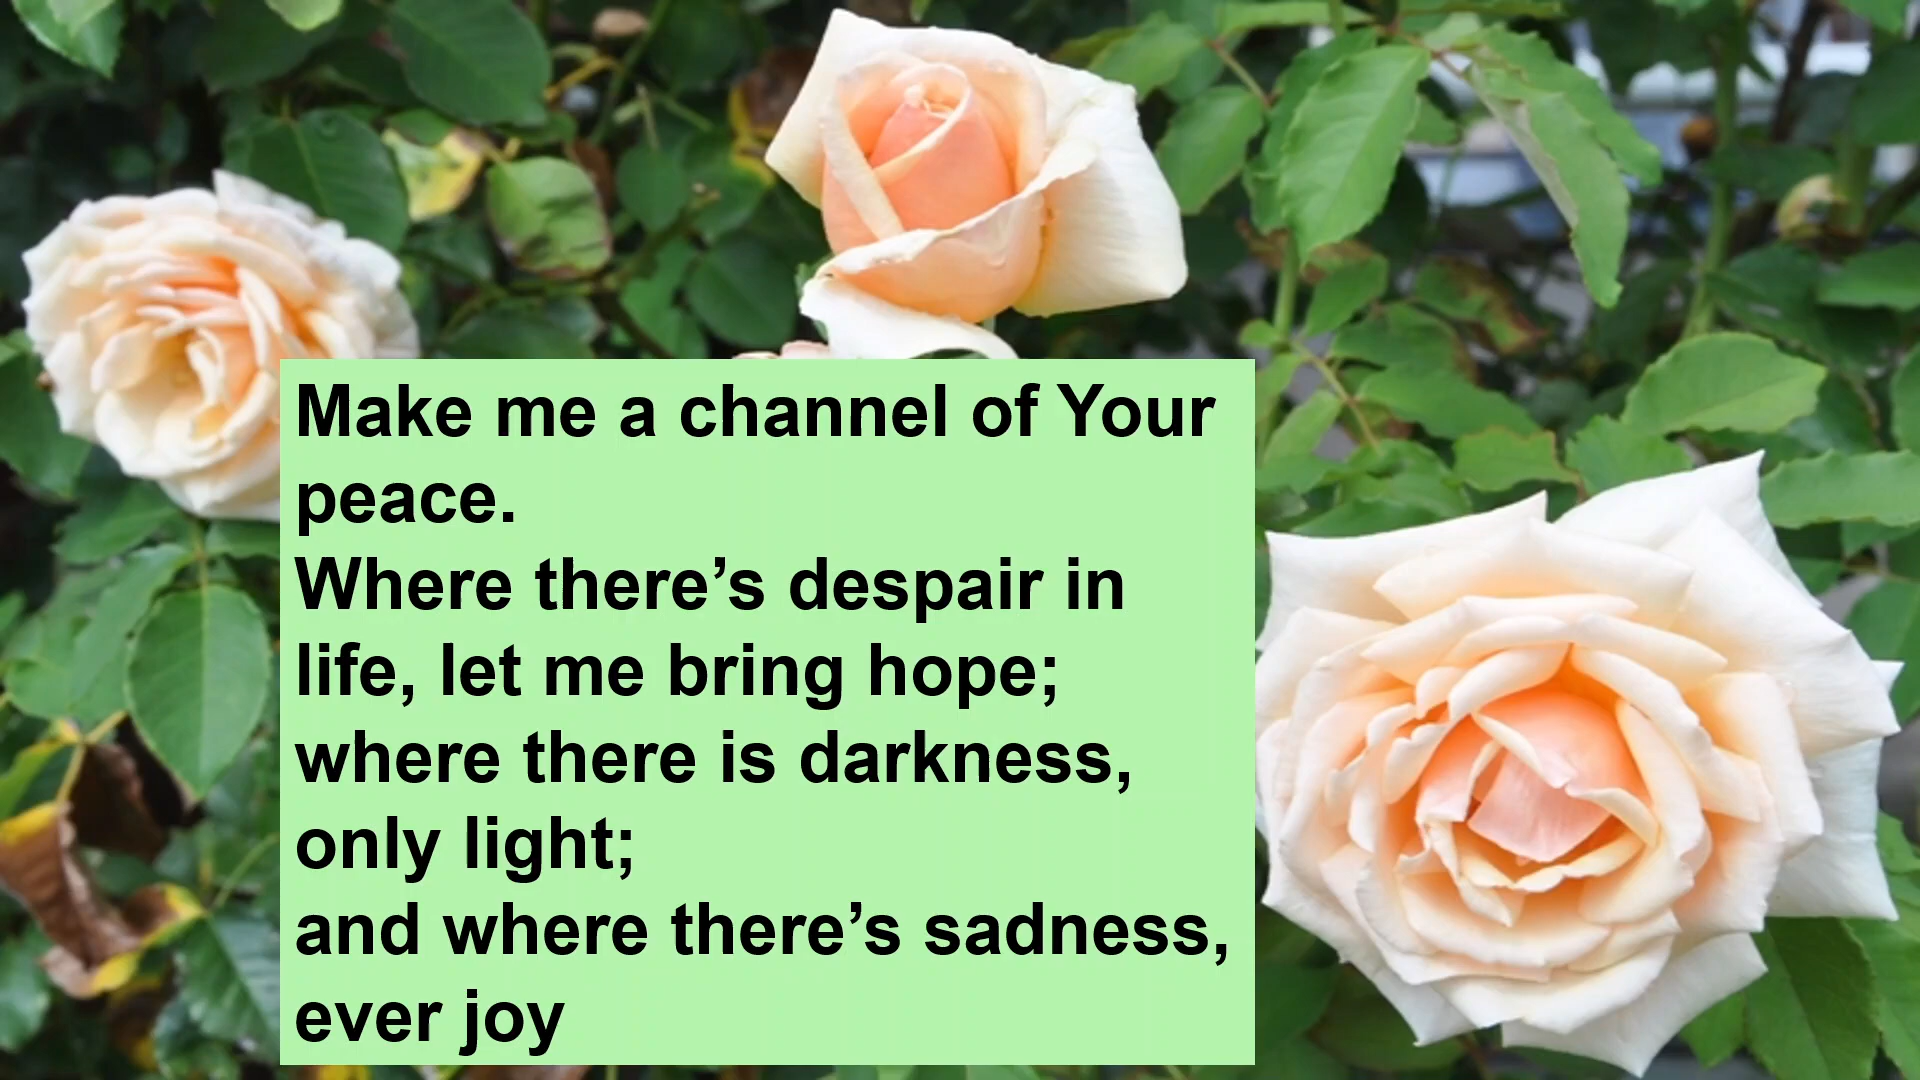 Make me a channel of Your
peace.
Where there’s despair in
life, let me bring hope;
where there is darkness,
only light;
and where there’s sadness,
ever joy